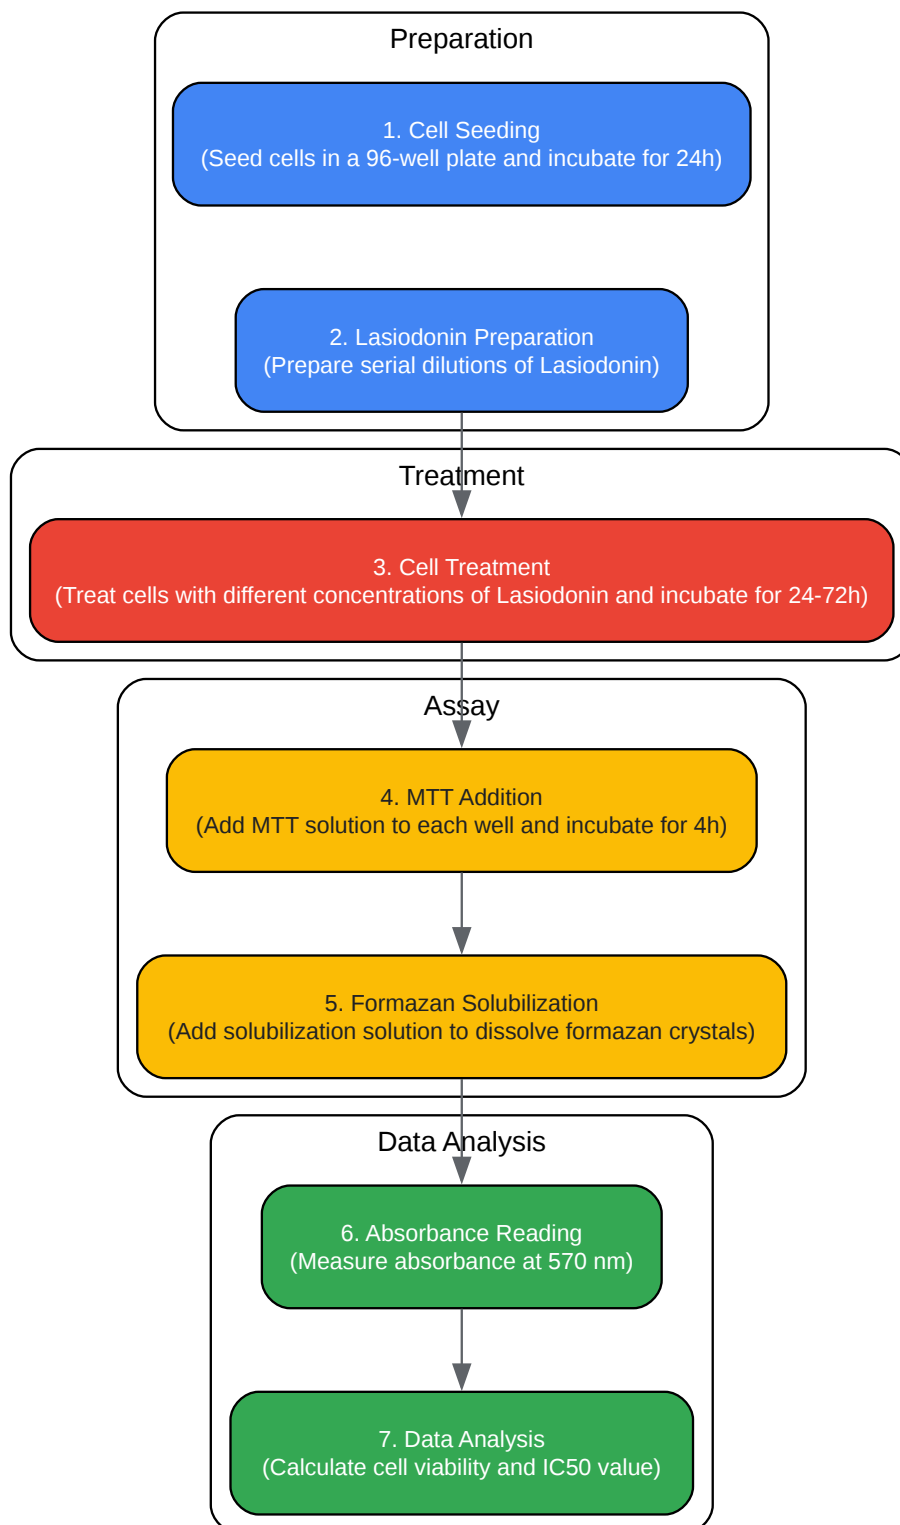 Preparation
1. Cell Seeding
(Seed cells in a 96-well plate and incubate for 24h)
2. Lasiodonin Preparation
(Prepare serial dilutions of Lasiodonin)
Treatment
3. Cell Treatment
(Treat cells with different concentrations of Lasiodonin and incubate for 24-72h)
Assay
4. MTT Addition
(Add MTT solution to each well and incubate for 4h)
5. Formazan Solubilization
(Add solubilization solution to dissolve formazan crystals)
Data Analysis
6. Absorbance Reading
(Measure absorbance at 570 nm)
7. Data Analysis
(Calculate cell viability and IC50 value)